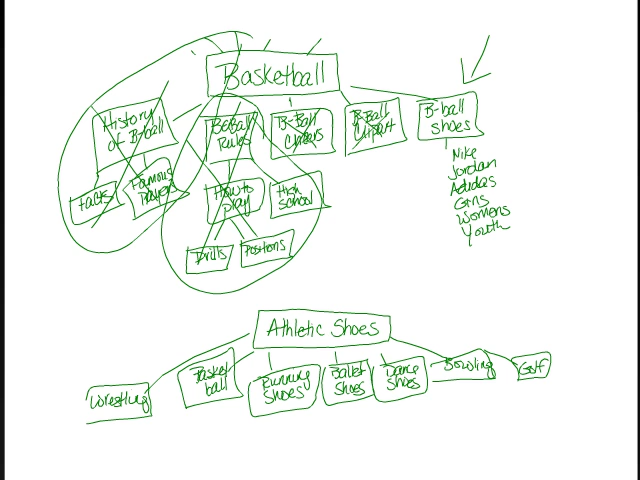 Basketball
History
of B-ball
B-Ball
Rules
B-Ball
Cheers
B-Ball
Clipart
B-ball
Shoes
Facts
Famous
Players
How to
play
High
School
Drills
Positions
Nike
Jordan
Adidas
Girls
Womens
Youth
Athletic Shoes
Wrestling
Basket
ball
Running
Shoes
Ballet
Shoes
Dance
Shoes
Bowling
Golf